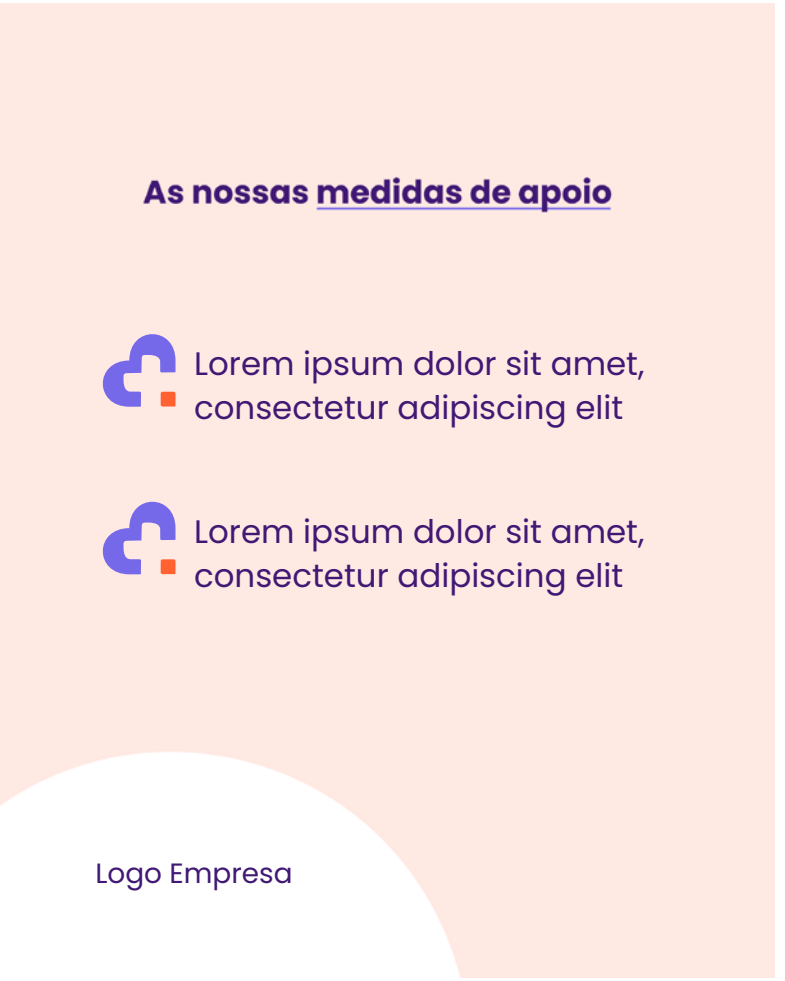 As nossas medidas de apoio
Lorem ipsum dolor sit amet,
consectetur adipiscing elit
Lorem ipsum dolor sit amet,
consectetur adipiscing elit
Logo Empresa